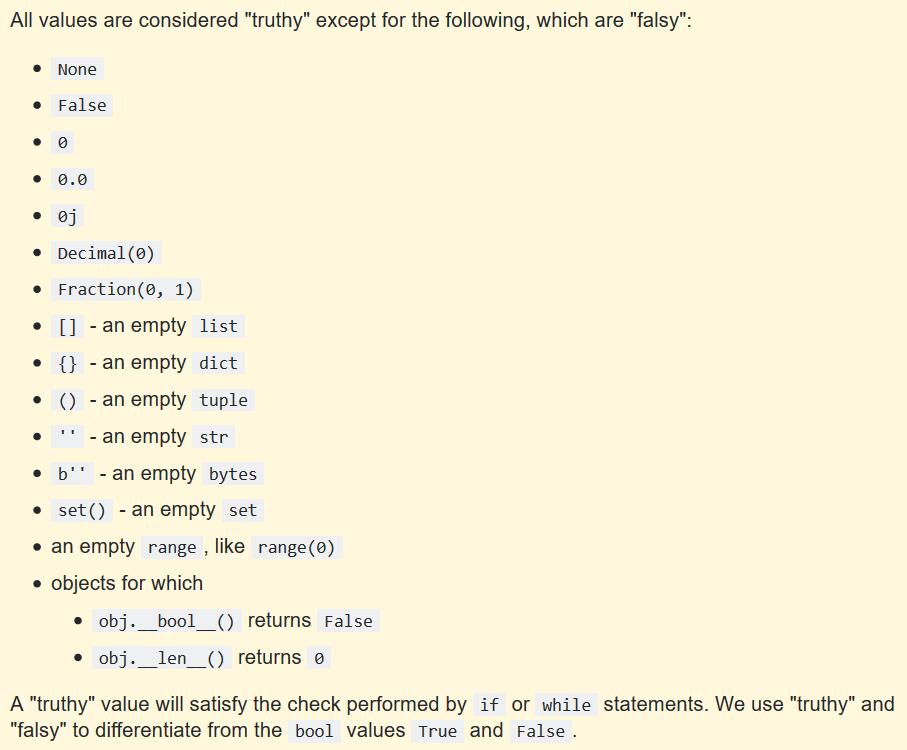 All values are considered "truthy" except for the following, which are "falsy":
• None
• False
• 0
• 0.0
• 0j
• Decimal(0)
• Fraction(0, 1)
• [] - an empty list
• {} - an empty dict
• () - an empty tuple
• '' - an empty str
• b'' - an empty bytes
• set() - an empty set
• an empty range , like range(0)
• objects for which
• obj.__bool__() returns False
• obj.__len__() returns 0
A "truthy" value will satisfy the check performed by if or while statements. We use "truthy" and
"falsy" to differentiate from the bool values True and False .